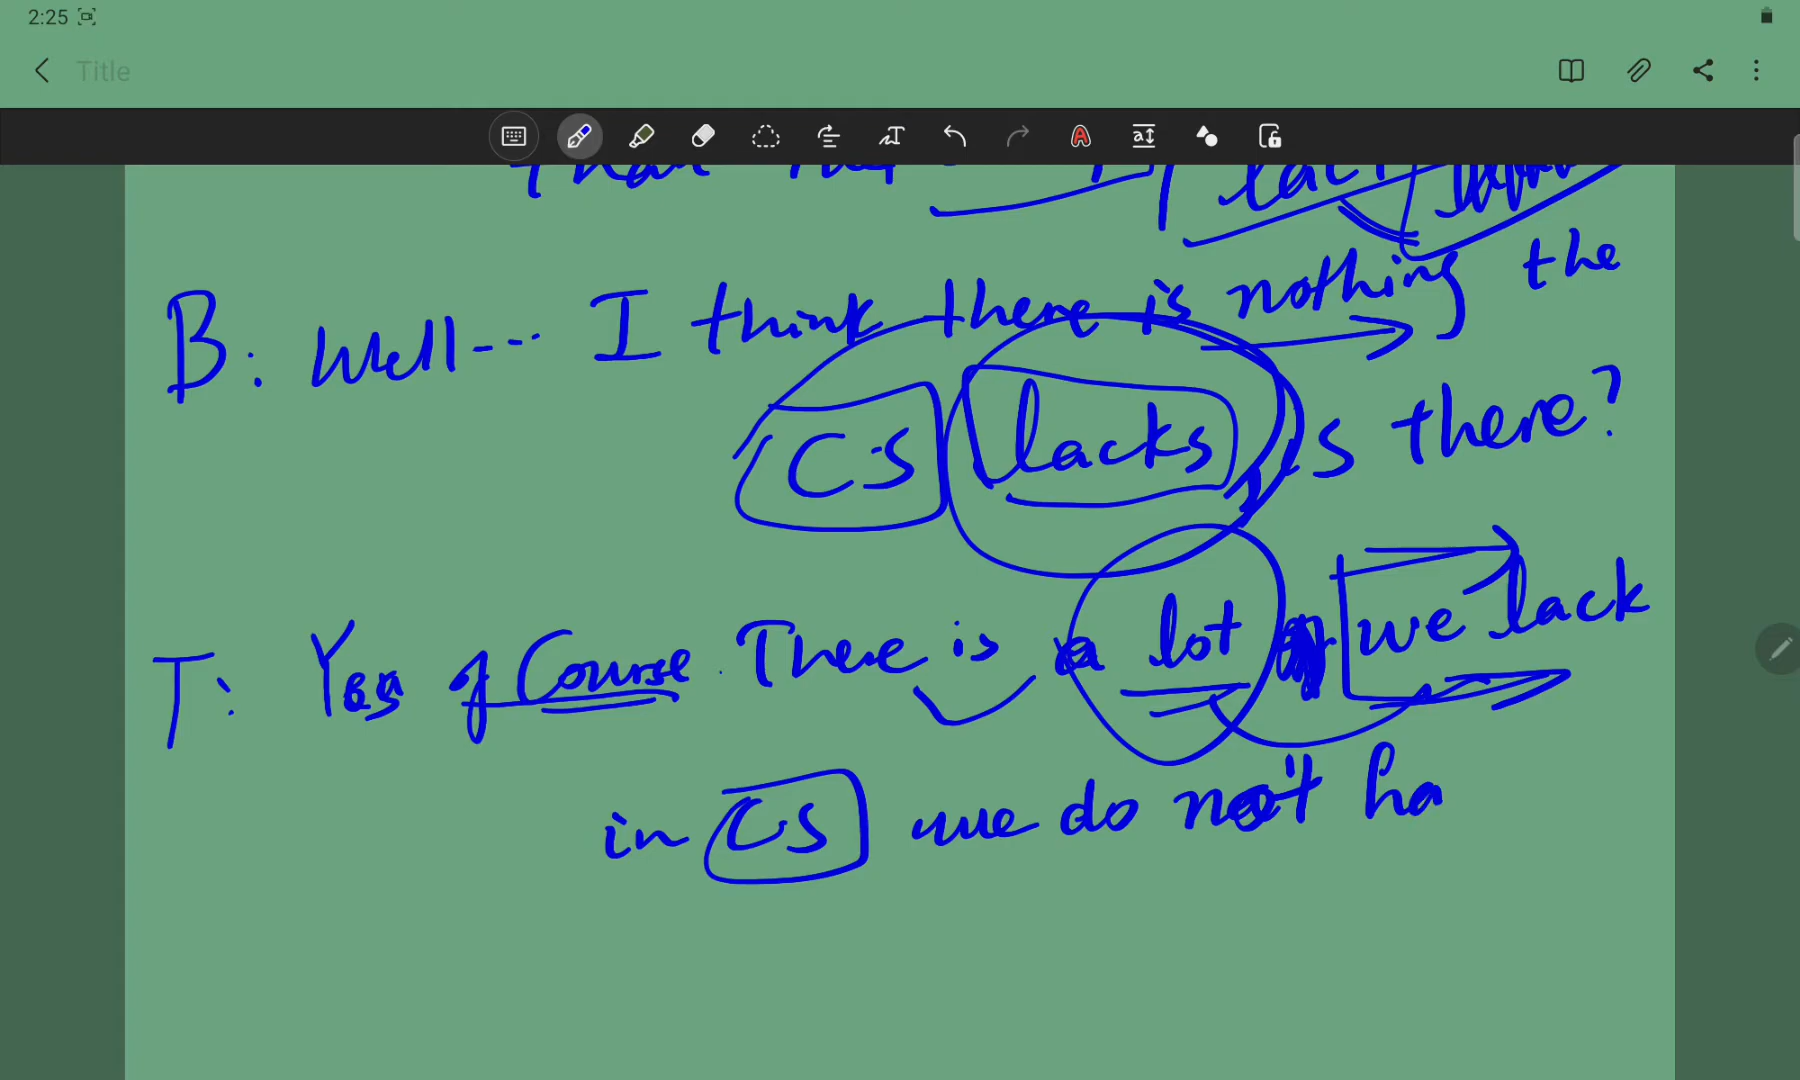 2:25
Title
that
B: Well--- I think there is nothing the
CS lacks, is there?
T: Yes of Course. There is a lot we lack
in CS we do not ha